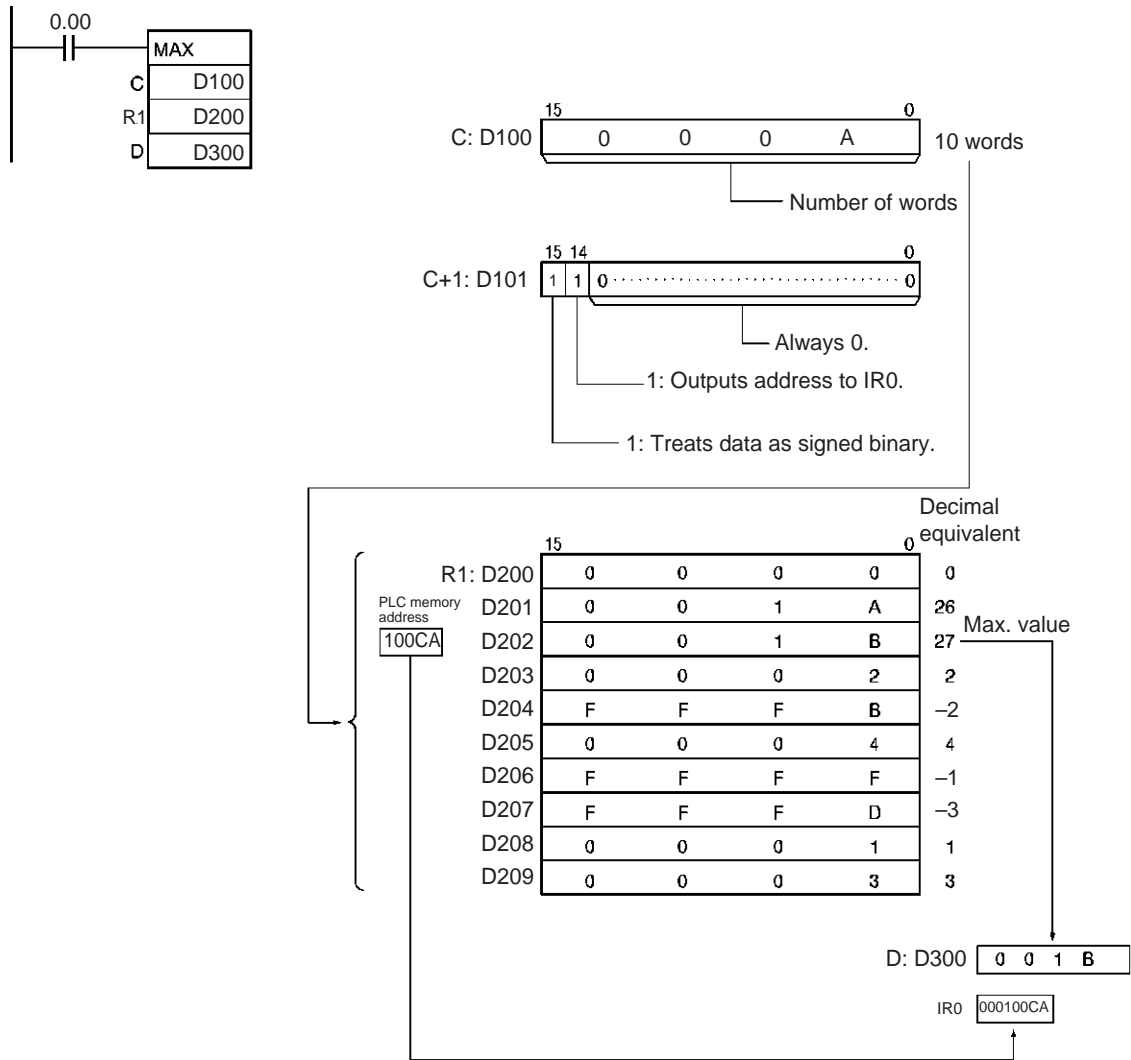 0.00
MAX
C D100
R1 D200
D D300
15 0
C: D100 0 0 0 A 10 words
Number of words
15 14 0
C+1: D101 1 1 0 0
Always 0.
1: Outputs address to IR0.
1: Treats data as signed binary.
Decimal
equivalent
15 0
R1: D200 0 0 0 0 0
PLC memory
address
D201 0 0 1 A 26
Max. value
100CA
D202 0 0 1 B 27
D203 0 0 0 2 2
D204 F F F B –2
D205 0 0 0 4 4
D206 F F F F –1
D207 F F F D –3
D208 0 0 0 1 1
D209 0 0 0 3 3
D: D300 0 0 1 B
IR0 000100CA